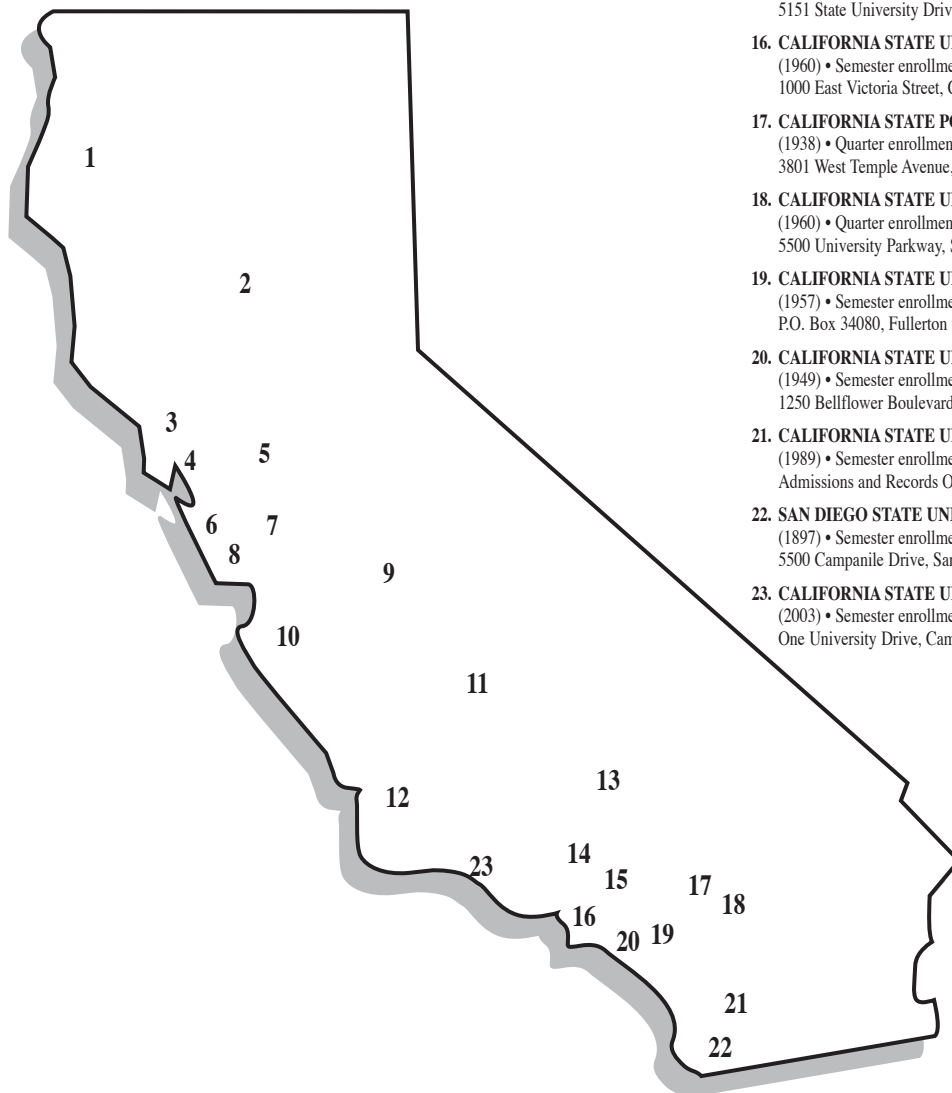 5151 State University Driv
16. CALIFORNIA STATE U
(1960) • Semester enrollme
1000 East Victoria Street, C
17. CALIFORNIA STATE PO
(1938) • Quarter enrollmen
3801 West Temple Avenue,
18. CALIFORNIA STATE U
(1960) • Quarter enrollmen
5500 University Parkway, S
19. CALIFORNIA STATE U
(1957) • Semester enrollme
P.O. Box 34080, Fullerton
20. CALIFORNIA STATE U
(1949) • Semester enrollme
1250 Bellflower Boulevard
21. CALIFORNIA STATE U
(1989) • Semester enrollme
Admissions and Records O
22. SAN DIEGO STATE UN
(1897) • Semester enrollme
5500 Campanile Drive, San
23. CALIFORNIA STATE U
(2003) • Semester enrollme
One University Drive, Cam
1
2
3
4
5
6
7
8
9
10
11
12
13
14
15
16
17
18
19
20
21
22
23